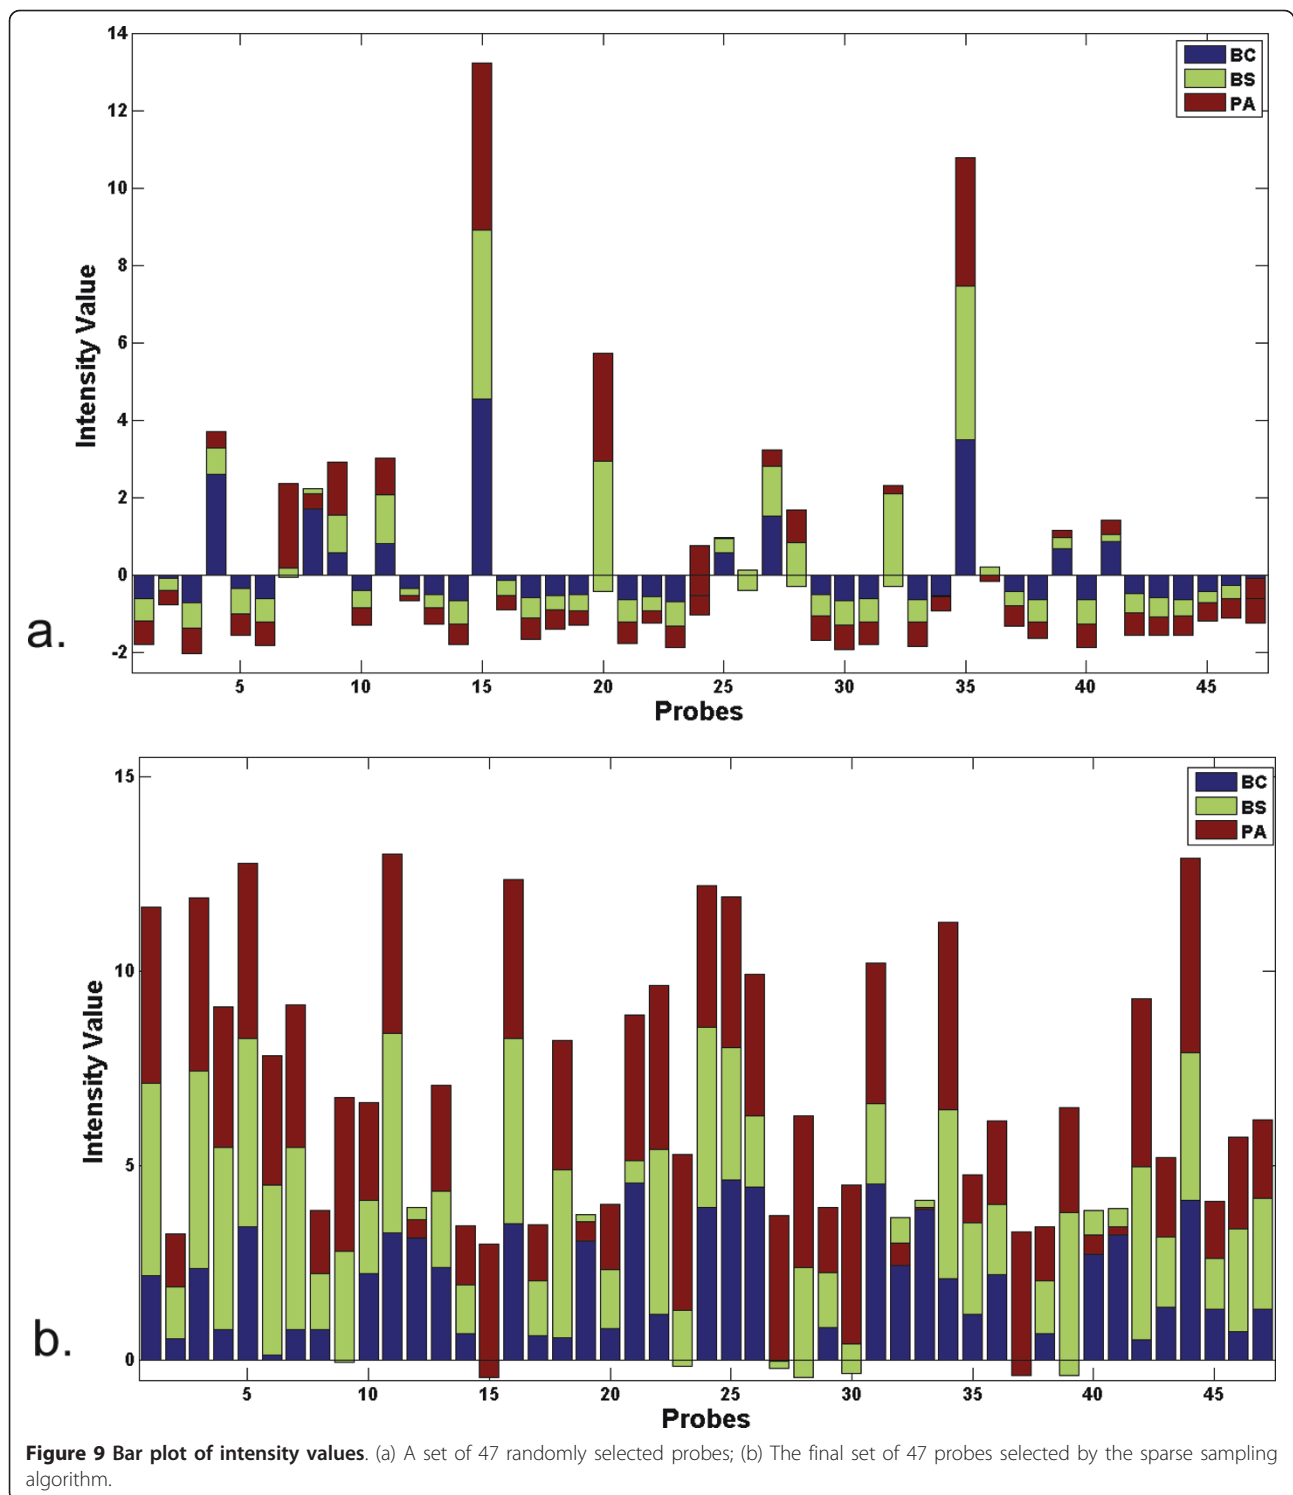 14
12
10
8
6
4
2
0
-2
Intensity Value
BC
BS
PA
a.
5
10
15
20
25
30
35
40
45
Probes
15
10
5
0
Intensity Value
BC
BS
PA
b.
5
10
15
20
25
30
35
40
45
Probes
Figure 9 Bar plot of intensity values. (a) A set of 47 randomly selected probes; (b) The final set of 47 probes selected by the sparse sampling
algorithm.